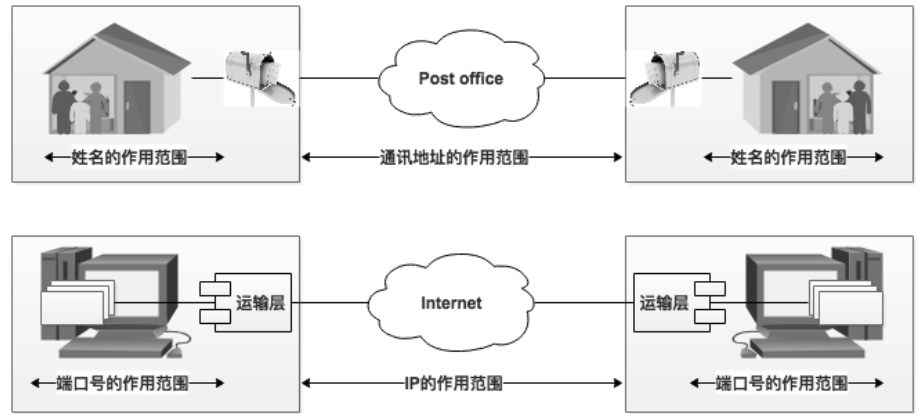 Post office
姓名的作用范围
通讯地址的作用范围
姓名的作用范围
运输层
Internet
运输层
端口号的作用范围
IP的作用范围
端口号的作用范围